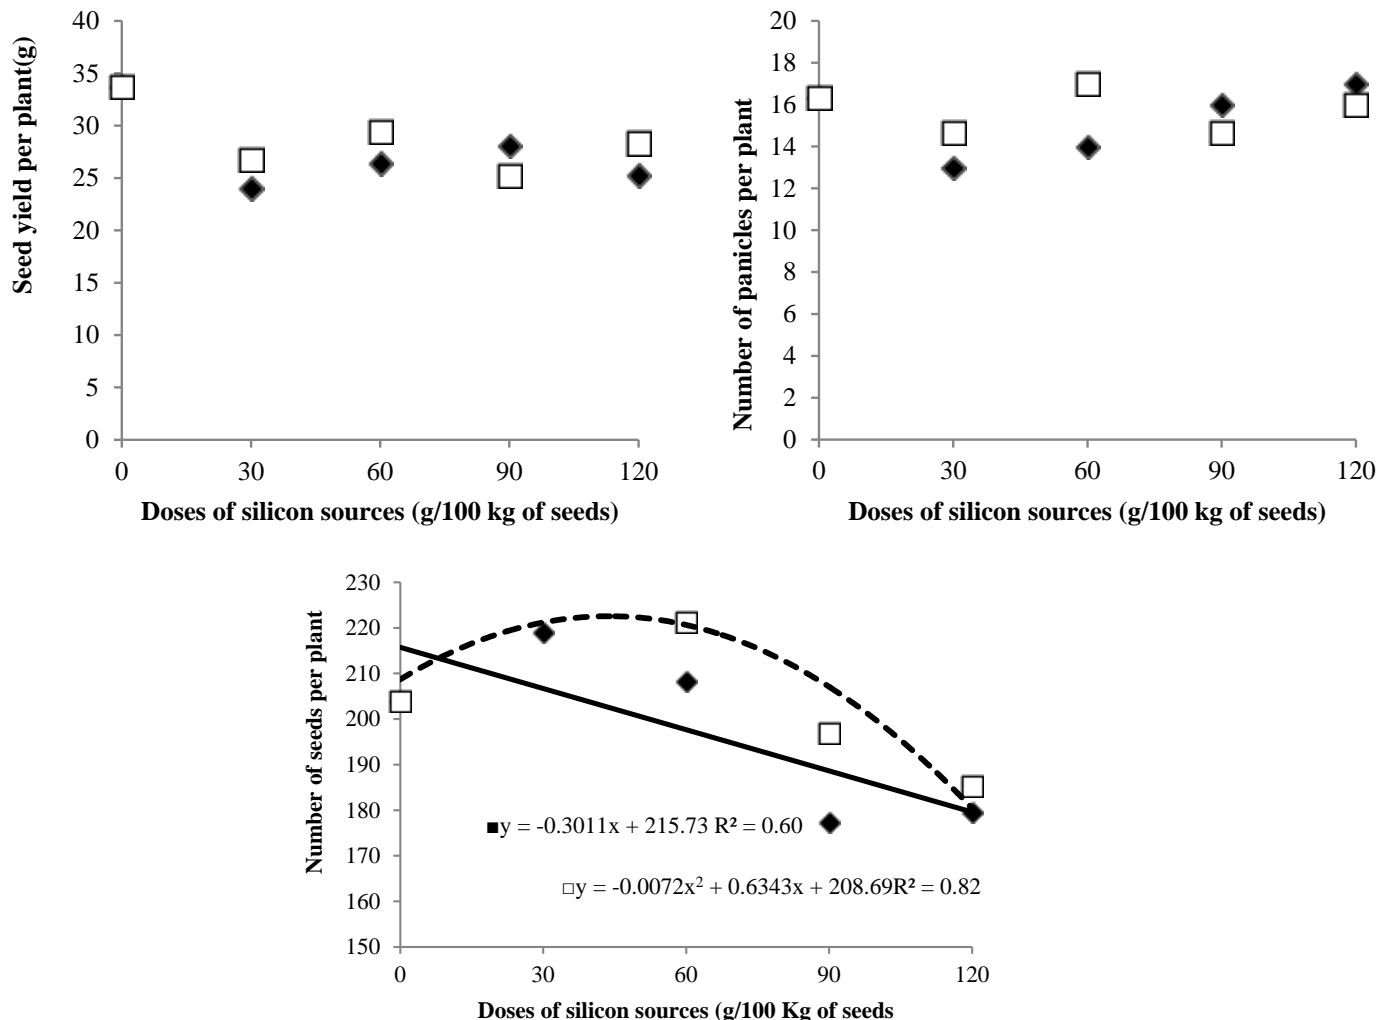 Seed yield per plant(g)
40
35
30
25
20
15
10
5
0
0 30 60 90 120
Doses of silicon sources (g/100 kg of seeds)
Number of panicles per plant
20
18
16
14
12
10
8
6
4
2
0
0 30 60 90 120
Doses of silicon sources (g/100 kg of seeds)
Number of seeds per plant
230
220
210
200
190
180
170
160
150
■y = -0.3011x + 215.73 R² = 0.60
□y = -0.0072x² + 0.6343x + 208.69R² = 0.82
0 30 60 90 120
Doses of silicon sources (g/100 Kg of seeds